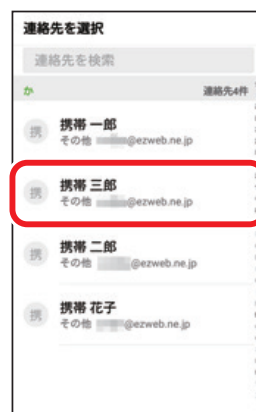 連絡先を選択
連絡先を検索
か 連絡先4件
携 携帯 一郎
その他 @ezweb.ne.jp
携 携帯 三郎
その他 @ezweb.ne.jp
携 携帯 二郎
その他 @ezweb.ne.jp
携 携帯 花子
その他 @ezweb.ne.jp